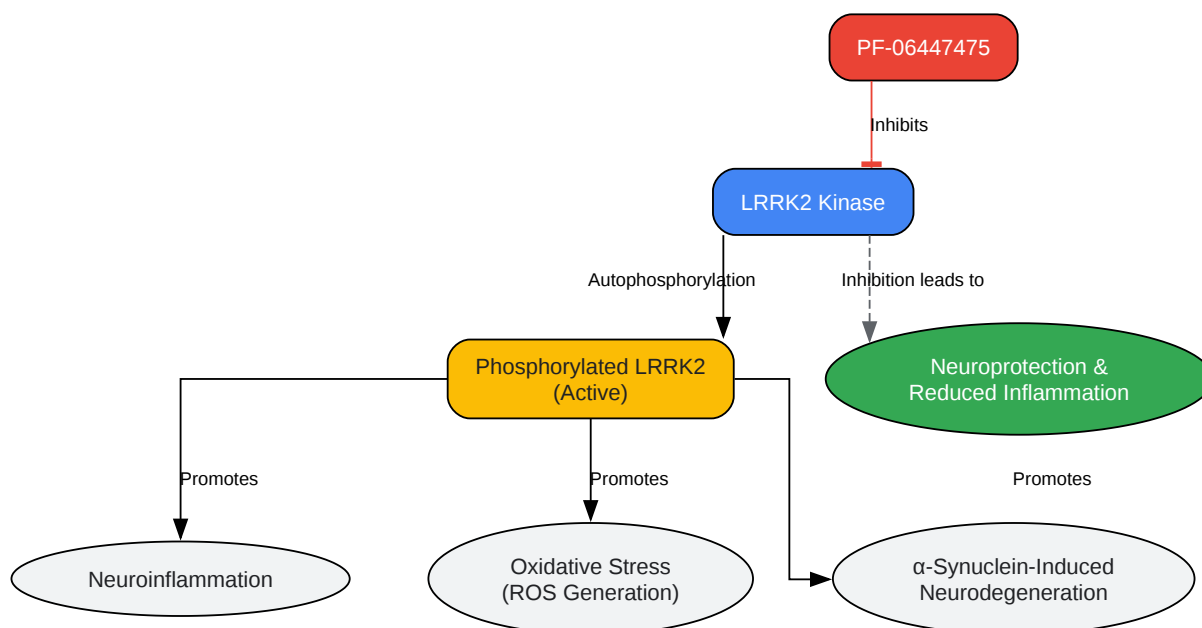 PF-06447475
Inhibits
LRRK2 Kinase
Autophosphorylation
Inhibition leads to
Phosphorylated LRRK2
(Active)
Neuroprotection &
Reduced Inflammation
Promotes
Promotes
Promotes
Neuroinflammation
Oxidative Stress
(ROS Generation)
α-Synuclein-Induced
Neurodegeneration